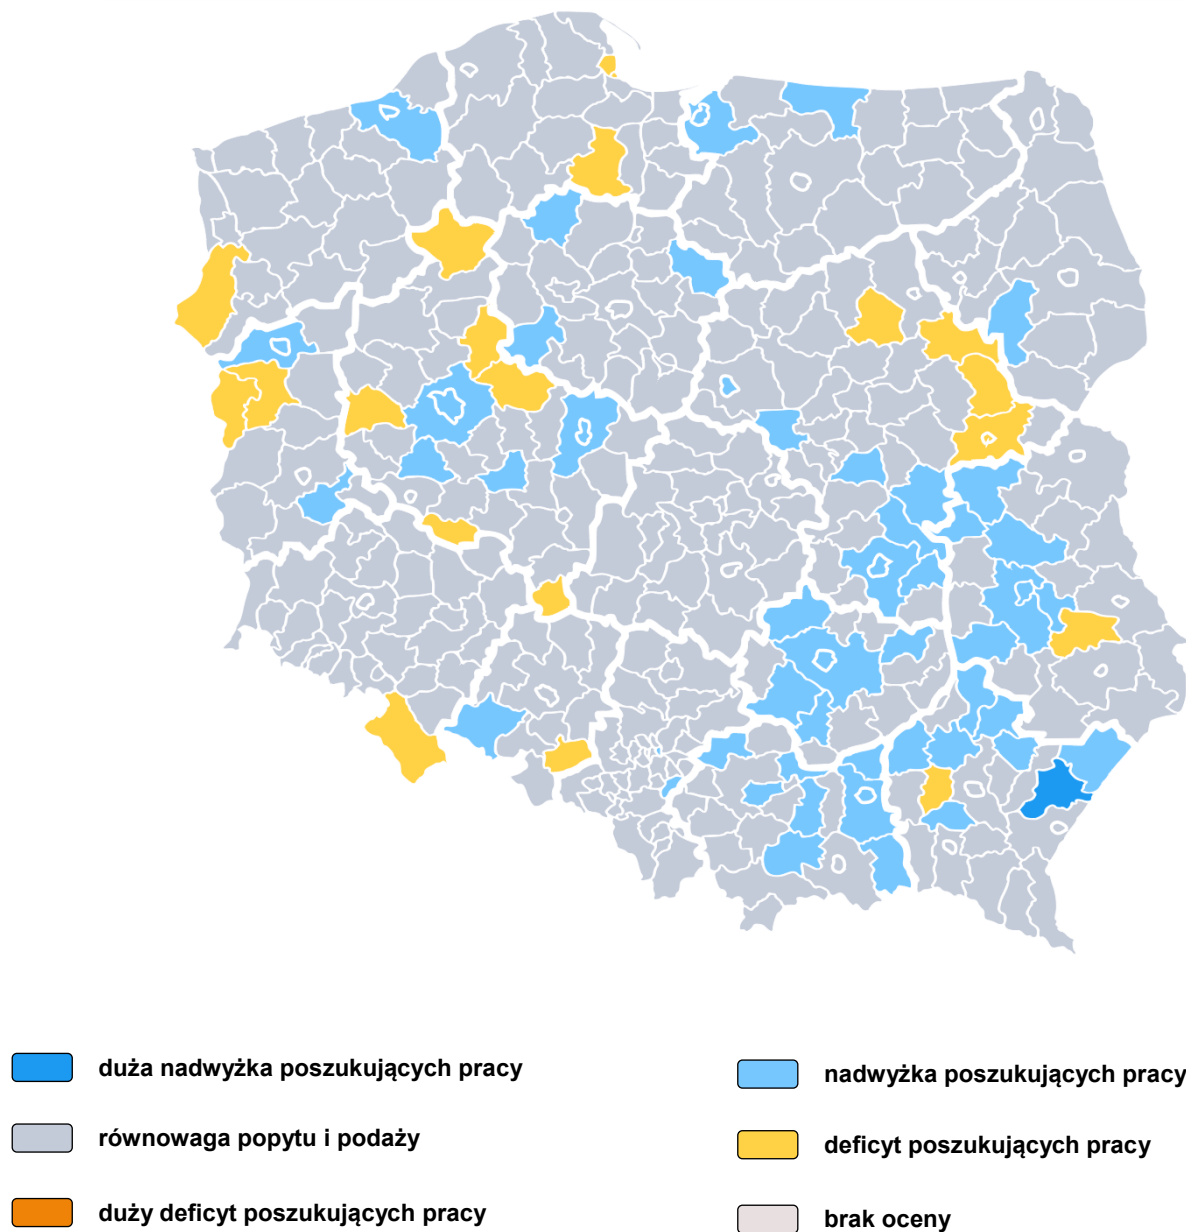 duża nadwyżka poszukujących pracy
nadwyżka poszukujących pracy
równowaga popytu i podaży
deficyt poszukujących pracy
duży deficyt poszukujących pracy
brak oceny